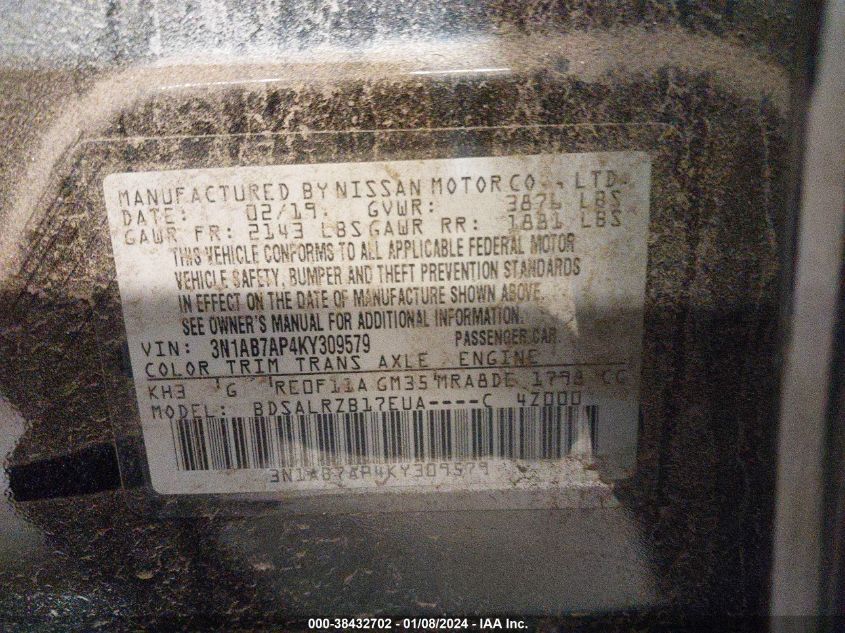 MANUFACTURED BY NISSAN MOTOR CO., LTD.
DATE: 02/19 GVWR: 3876 LBS
GAWR FR: 2143 LBS GAWR RR: 1881 LBS
THIS VEHICLE CONFORMS TO ALL APPLICABLE FEDERAL MOTOR
VEHICLE SAFETY, BUMPER AND THEFT PREVENTION STANDARDS
IN EFFECT ON THE DATE OF MANUFACTURE SHOWN ABOVE.
SEE OWNER'S MANUAL FOR ADDITIONAL INFORMATION.
VIN: 3N1AB7AP4KY309579 PASSENGER CAR
COLOR TRIM TRANS AXLE ENGINE
KH3 G RE0F11A GM35 MRA8DE 1798 CC
MODEL: BDSALRZB17EUA----C 4Z000
3N1AB7AP4KY309579
000-38432702 - 01/08/2024 - IAA Inc.